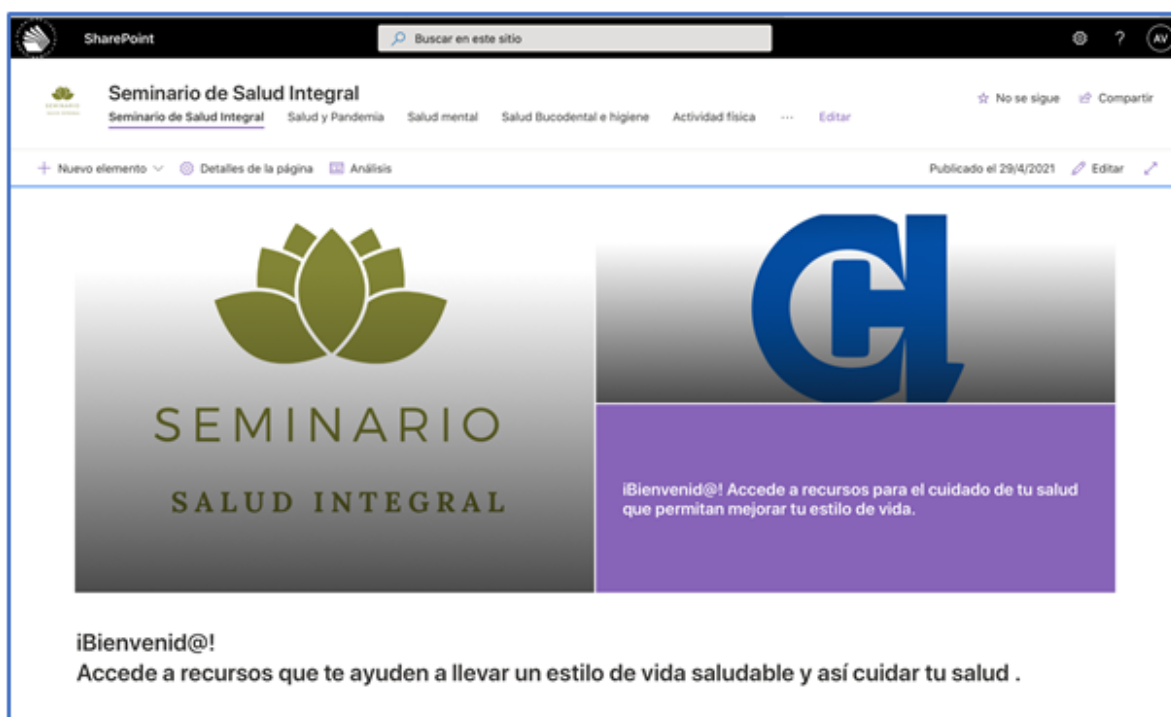 SharePoint
Buscar en este sitio
?
AV
SEMINARIO
Seminario de Salud Integral
No se sigue
Compartir
Seminario de Salud Integral
Salud y Pandemia
Salud mental
Salud Bucodental e higiene
Actividad física
...
Editar
Nuevo elemento
Detalles de la página
Análisis
Publicado el 29/4/2021
Editar
SEMINARIO
SALUD INTEGRAL
¡Bienvenid@! Accede a recursos para el cuidado de tu salud
que permitan mejorar tu estilo de vida.
¡Bienvenid@!
Accede a recursos que te ayuden a llevar un estilo de vida saludable y así cuidar tu salud .